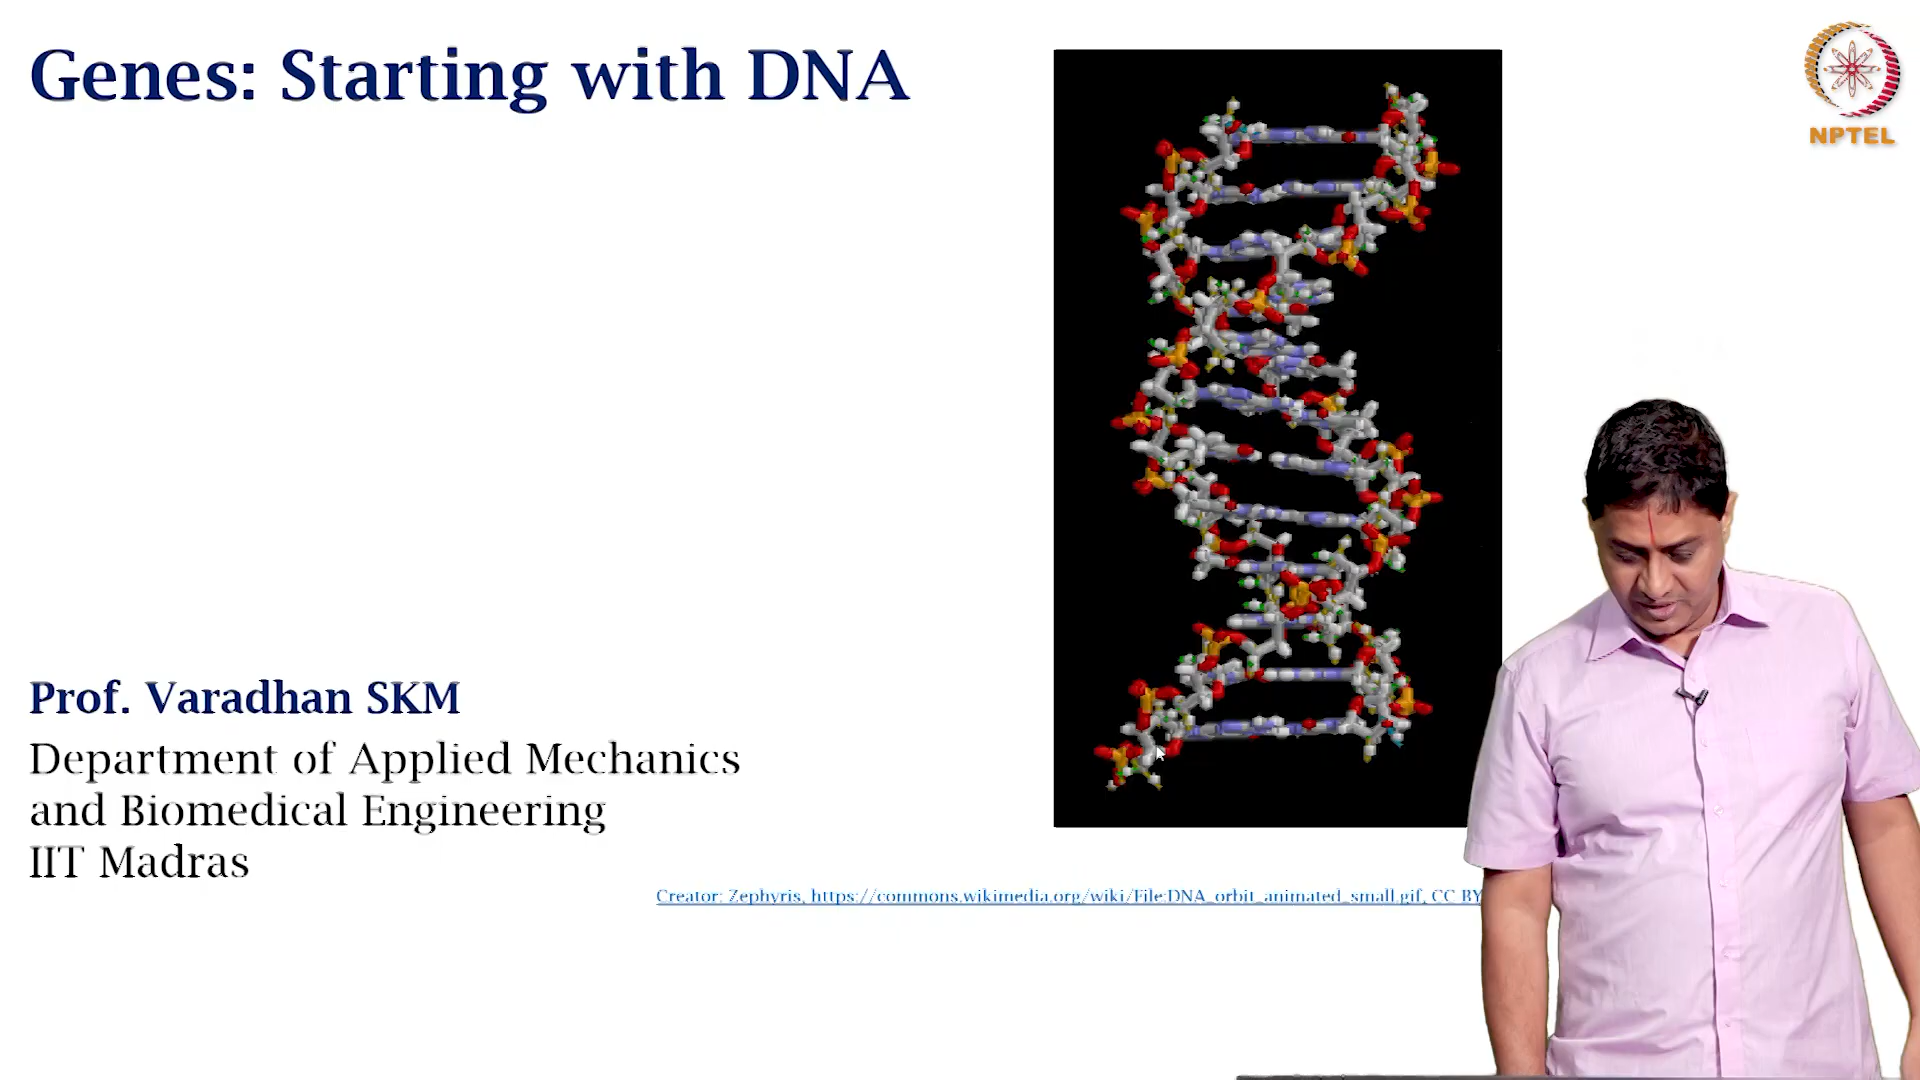 Genes: Starting with DNA
NPTEL
Prof. Varadhan SKM
Department of Applied Mechanics
and Biomedical Engineering
IIT Madras
Creator: Zephyris, https://commons.wikimedia.org/wiki/File:DNA_orbit_animated_small.gif, CC BY